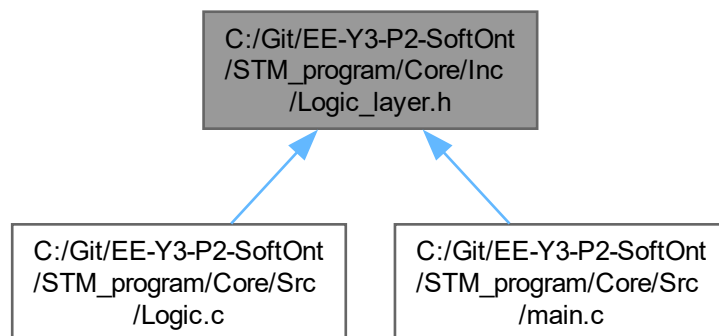 C:/Git/EE-Y3-P2-SoftOnt
/STM_program/Core/Inc
/Logic_layer.h
C:/Git/EE-Y3-P2-SoftOnt
/STM_program/Core/Src
/Logic.c
C:/Git/EE-Y3-P2-SoftOnt
/STM_program/Core/Src
/main.c